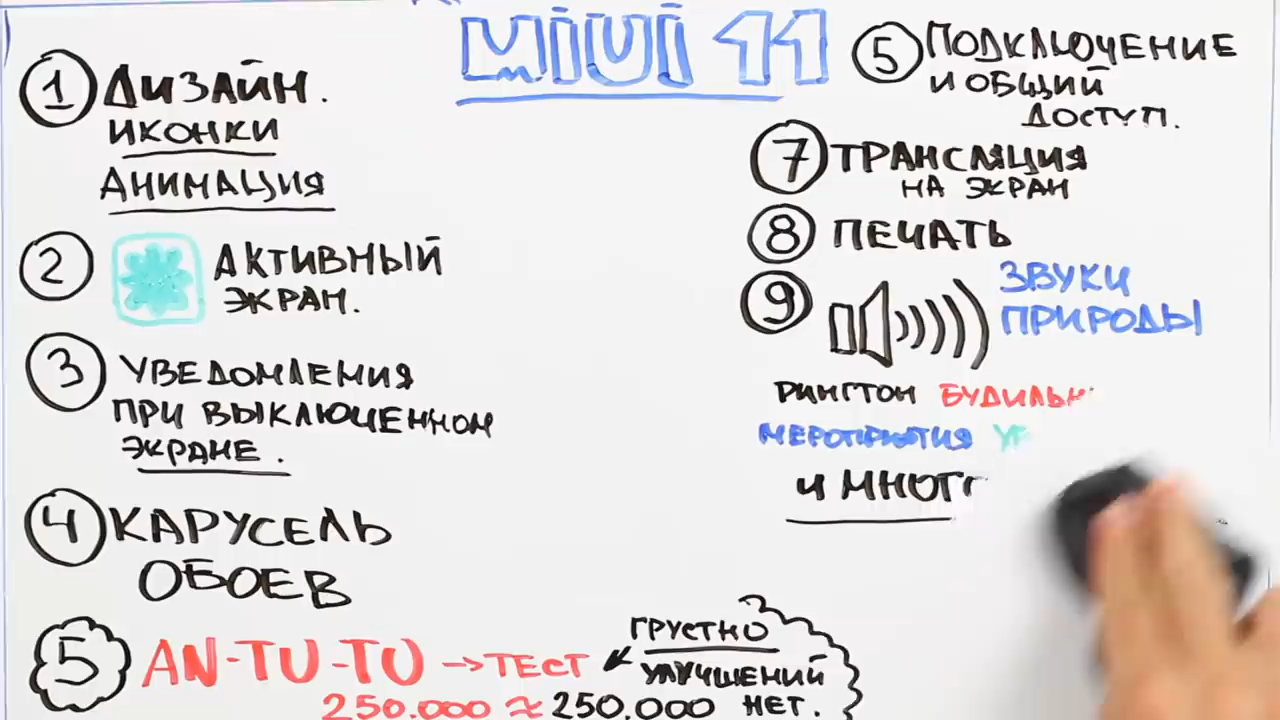 MIUI 11
1 ДИЗАЙН.
ИКОНКИ
АНИМАЦИЯ
2 АКТИВНЫЙ
ЭКРАН.
3 УВЕДОМЛЕНИЯ
ПРИ ВЫКЛЮЧЕННОМ
ЭКРАНЕ.
4 КАРУСЕЛЬ
ОБОЕВ
5 AN-TU-TU → ТЕСТ
250.000 ≈ 250.000
ГРУСТНО
УЛУЧШЕНИЙ
НЕТ.
5 ПОДКЛЮЧЕНИЕ
И ОБЩИЙ
ДОСТУП.
7 ТРАНСЛЯЦИЯ
НА ЭКРАН
8 ПЕЧАТЬ
9 ЗВУКИ
ПРИРОДЫ
РИНГТОН БУДИЛЬН
МЕРОПРИЯТИЯ
И МНОГ